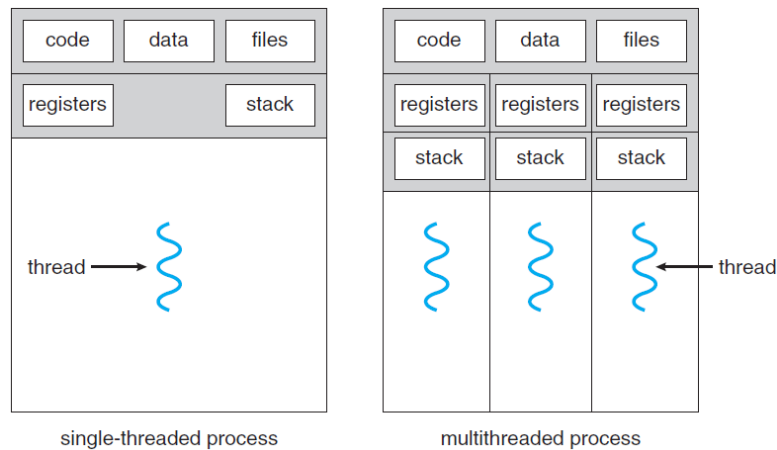 code data files
registers stack
thread
single-threaded process
code data files
registers registers registers
stack stack stack
thread
multithreaded process